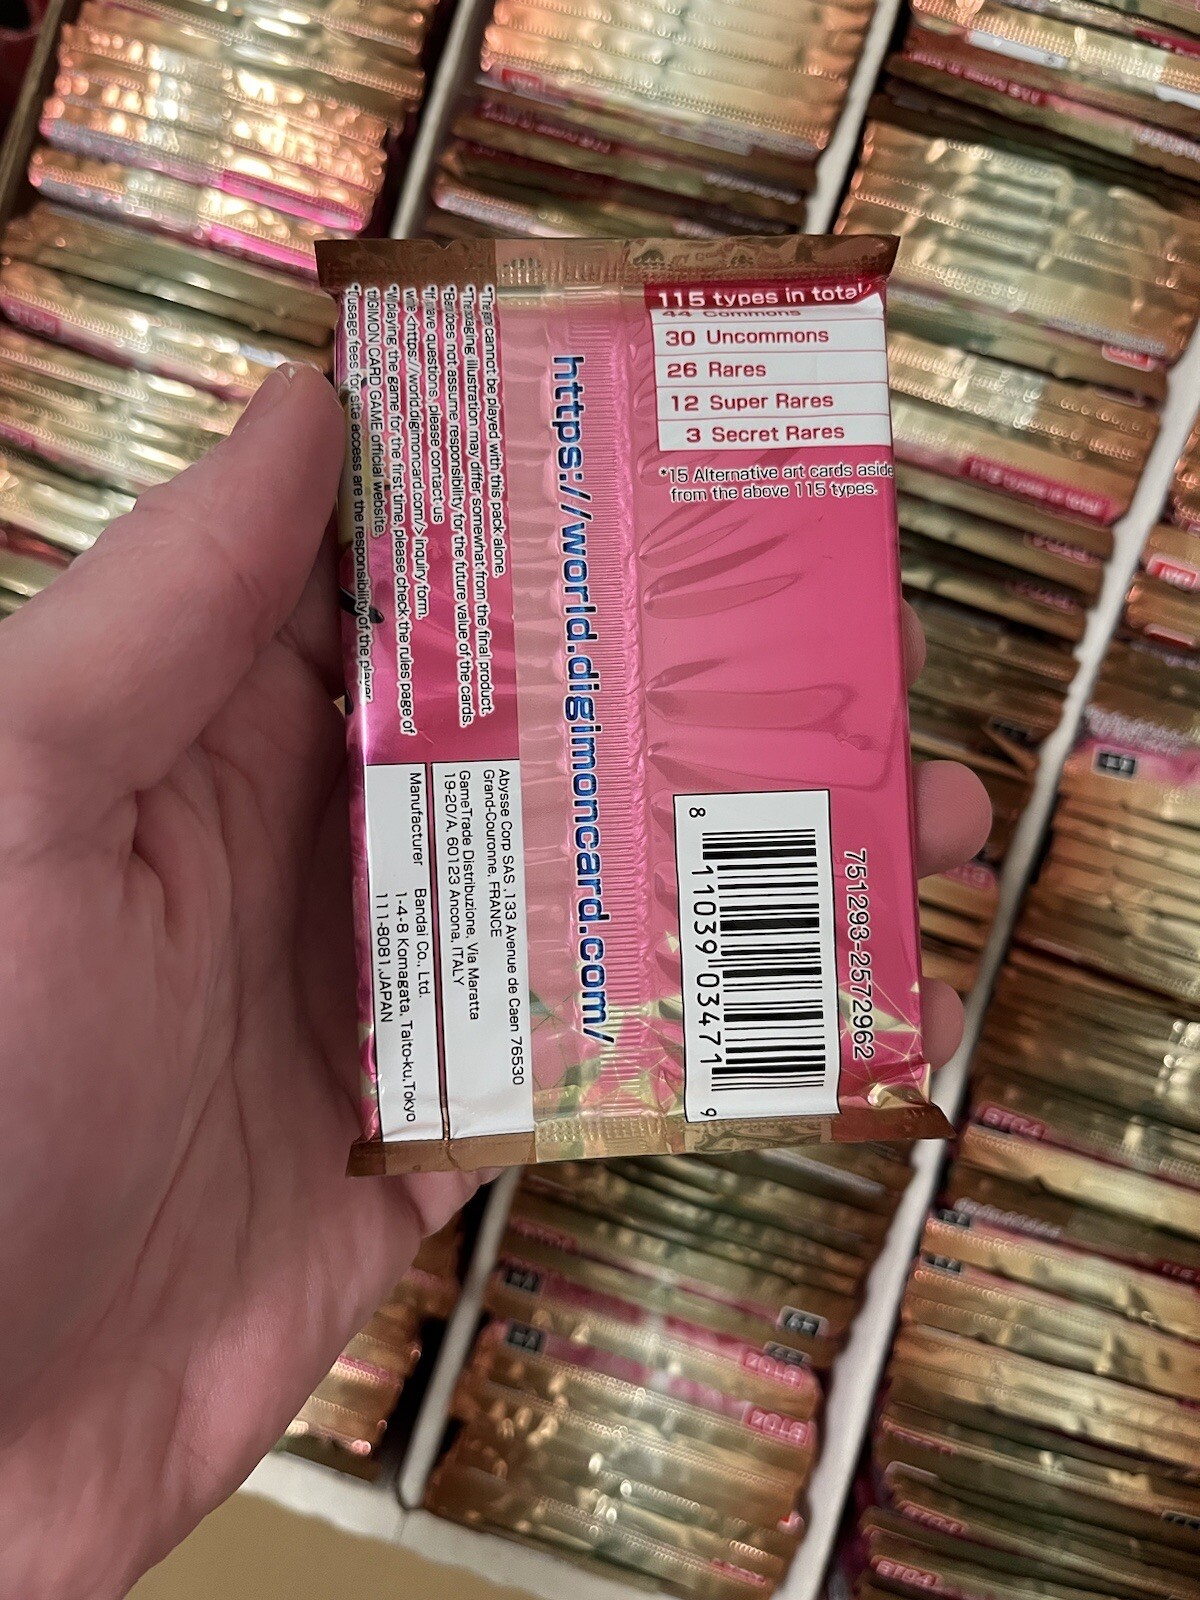 115 types in total
44 Commons
30 Uncommons
26 Rares
12 Super Rares
3 Secret Rares
*15 Alternative art cards aside
from the above 115 types.
https://world.digimoncard.com/
cannot be played with this pack alone.
illustration may differ somewhat from the final product.
does not assume responsibility for the future value of the cards.
have questions, please contact us
<https://world.digimoncard.com/> inquiry form.
playing the game for the first time, please check the rules page of
DIGIMON CARD GAME official website.
usage fees for site access are the responsibility of the player.
Abysse Corp SAS ,133 Avenue de Caen 76530
Grand-Couronne, FRANCE
GameTrade Distribuzione, Via Maratta
19-20/A, 60123 Ancona, ITALY
Manufacturer Bandai Co., Ltd.
1-4-8 Komagata, Taito-ku,Tokyo
111-8081,JAPAN
751293-2572962
8 11039 03471 9